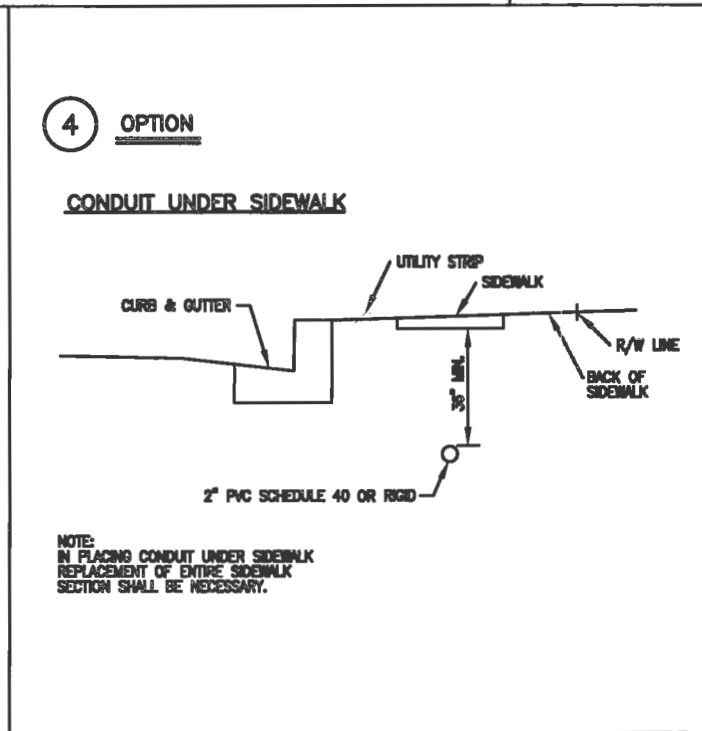 4 OPTION
CONDUIT UNDER SIDEWALK
UTILITY STRIP
SIDEWALK
CURB & GUTTER
R/W LINE
BACK OF
SIDEWALK
36" MIN.
2" PVC SCHEDULE 40 OR RIGID
NOTE:
IN PLACING CONDUIT UNDER SIDEWALK
REPLACEMENT OF ENTIRE SIDEWALK
SECTION SHALL BE NECESSARY.